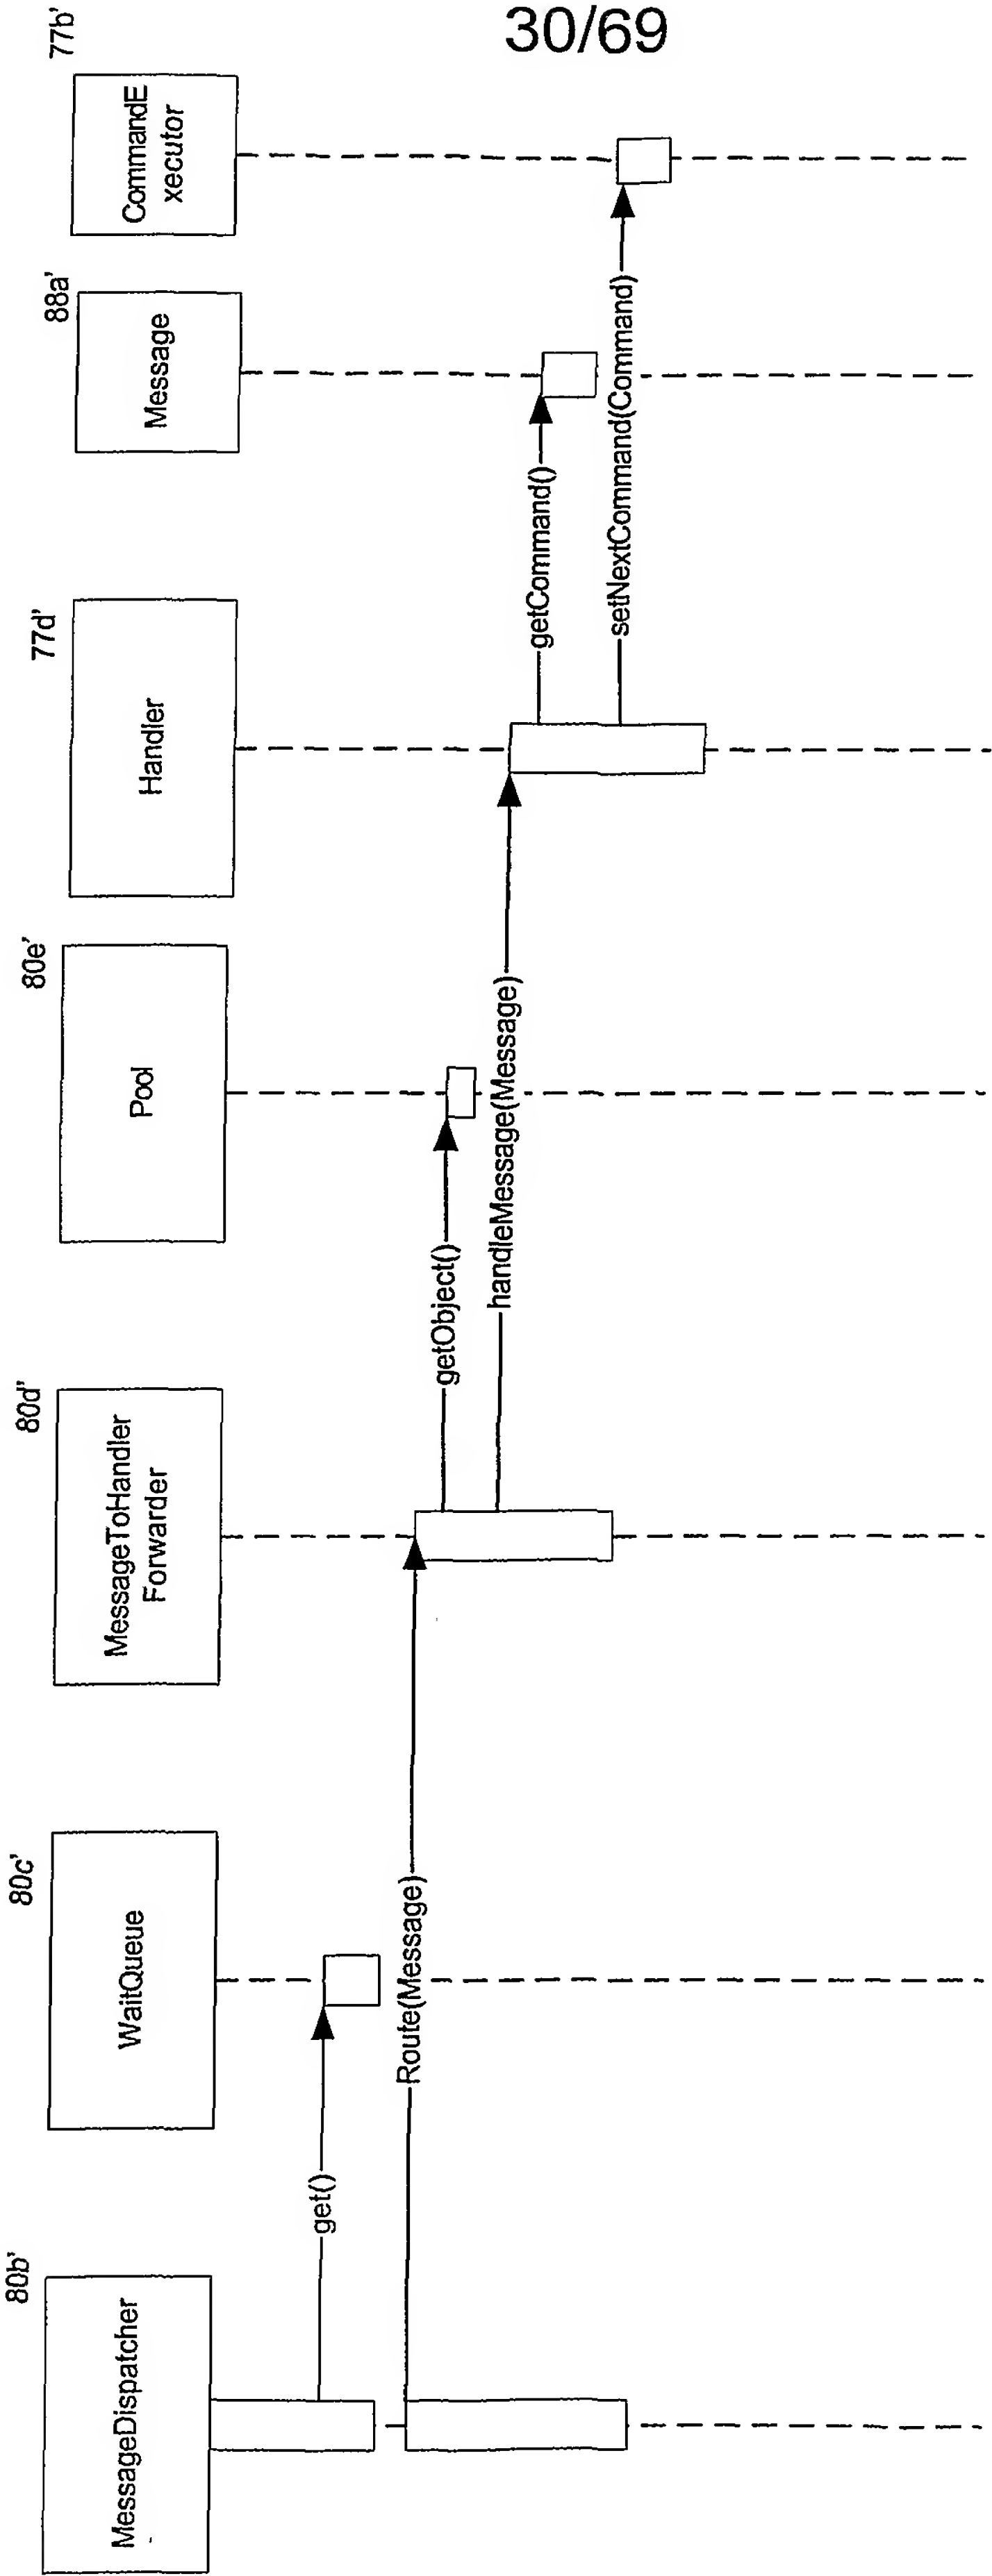 30/69
80b'
MessageDispatcher
80c'
WaitQueue
80d'
MessageToHandler
Forwarder
80e'
Pool
77d'
Handler
88a'
Message
77b'
CommandE
xecutor
get()
Route(Message)
getObject()
handleMessage(Message)
getCommand()
setNextCommand(Command)